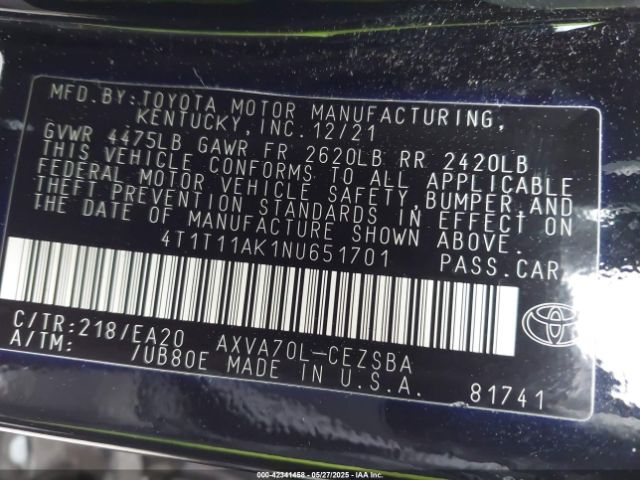 MFD.BY:TOYOTA MOTOR MANUFACTURING,
KENTUCKY,INC.12/21
GVWR 4475LB GAWR FR 2620LB RR 2420LB
THIS VEHICLE CONFORMS TO ALL APPLICABLE
FEDERAL MOTOR VEHICLE SAFETY,BUMPER AND
THEFT PREVENTION STANDARDS IN EFFECT ON
THE DATE OF MANUFACTURE SHOWN ABOVE.
4T1T11AK1NU651701 PASS.CAR
C/TR:218/EA20 AXVA70L-CEZSBA
A/TM: /UB80E MADE IN U.S.A. 81741
000-42341458 - 05/27/2025 - IAA Inc.